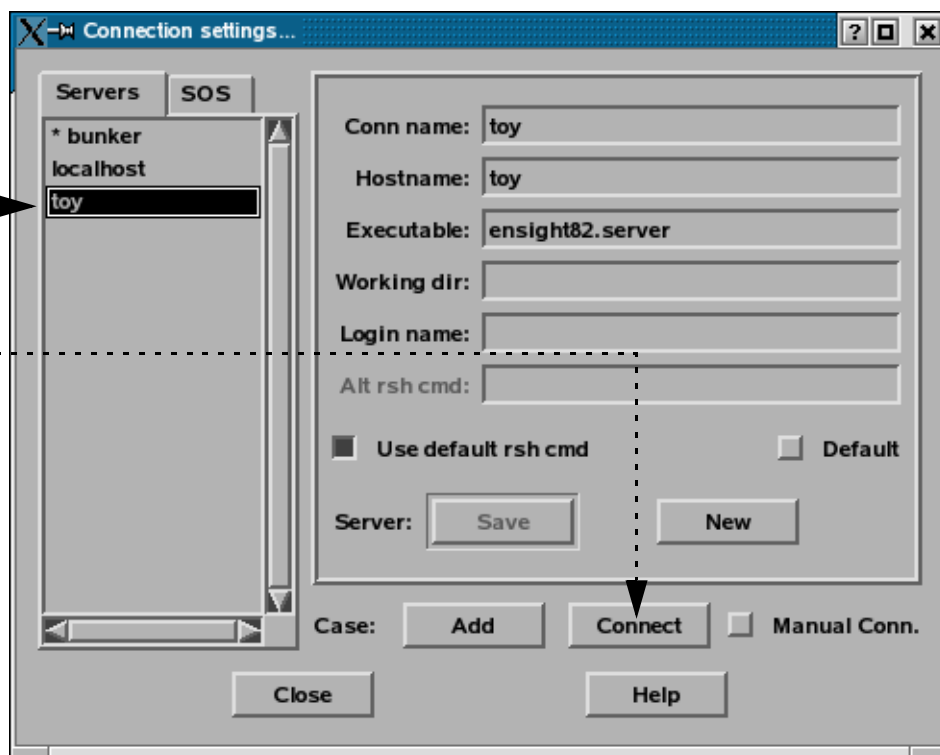 Connection settings...
?
Servers
SOS
* bunker
localhost
toy
Conn name: toy
Hostname: toy
Executable: ensight82.server
Working dir:
Login name:
Alt rsh cmd:
Use default rsh cmd
Default
Server: Save New
Case: Add Connect Manual Conn.
Close Help